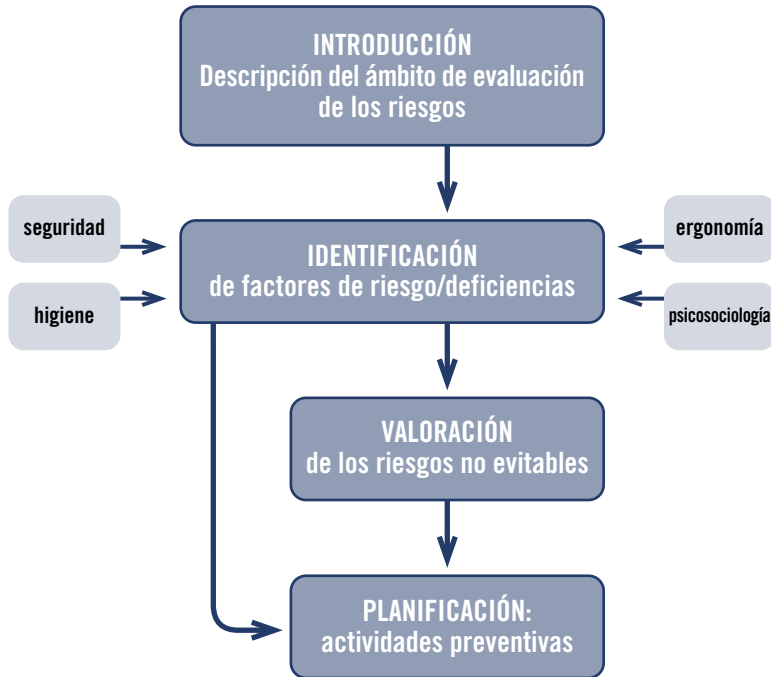 INTRODUCCIÓN
Descripción del ámbito de evaluación
de los riesgos
seguridad
ergonomía
IDENTIFICACIÓN
de factores de riesgo/deficiencias
higiene
psicosociología
VALORACIÓN
de los riesgos no evitables
PLANIFICACIÓN:
actividades preventivas